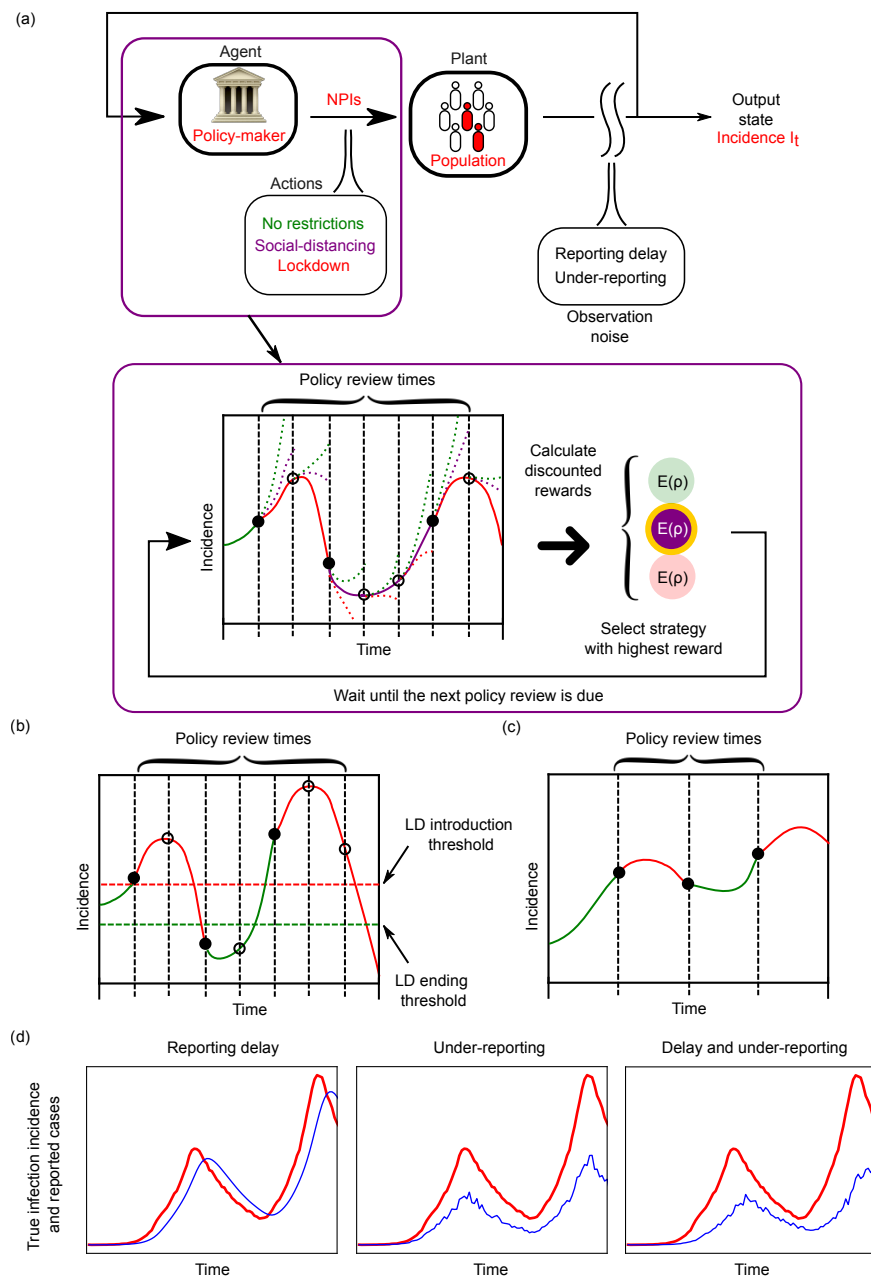 (a)
Agent
Policy-maker
NPIs
Plant
Population
Output
state
Incidence It
Actions
No restrictions
Social-distancing
Lockdown
Reporting delay
Under-reporting
Observation
noise
Policy review times
Incidence
Time
Calculate
discounted
rewards
E(ρ)
E(ρ)
E(ρ)
Select strategy
with highest reward
Wait until the next policy review is due
(b)
Policy review times
Incidence
Time
LD introduction
threshold
LD ending
threshold
(c)
Policy review times
Incidence
Time
(d)
Reporting delay
Under-reporting
Delay and under-reporting
True infection incidence
and reported cases
Time
Time
Time